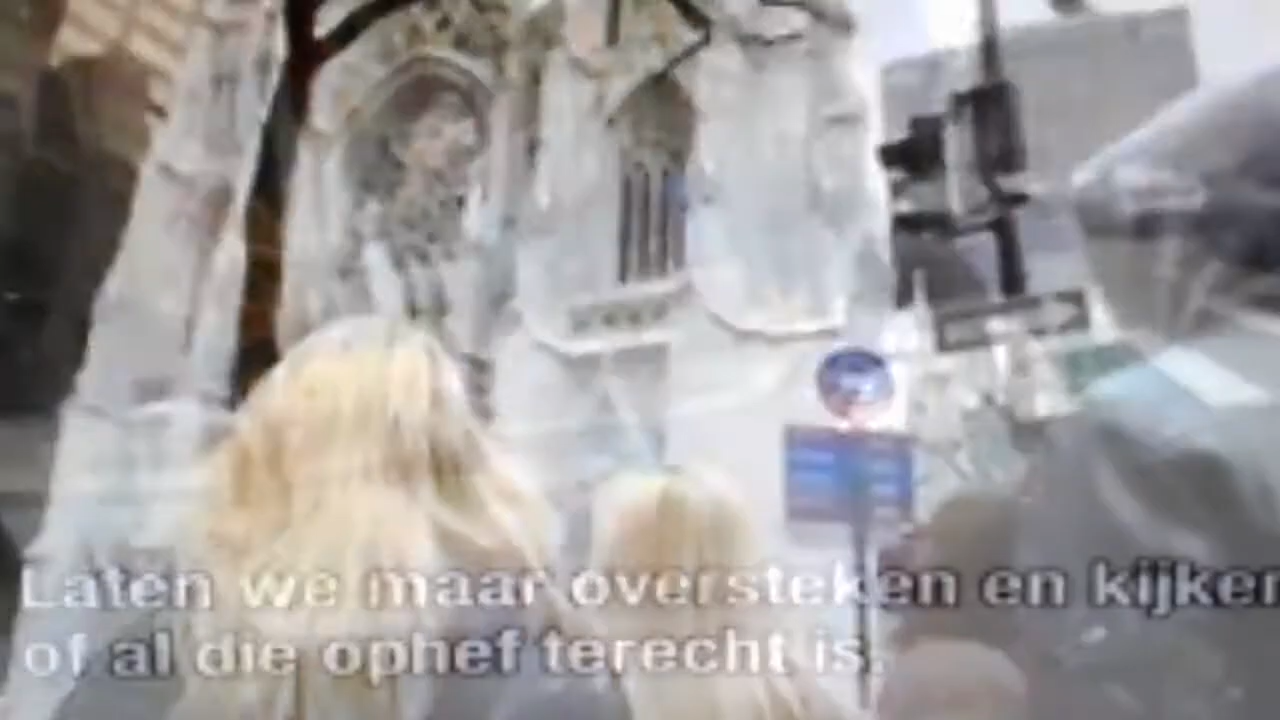 Laten we maar oversteken en kijken
of al die ophef terecht is.